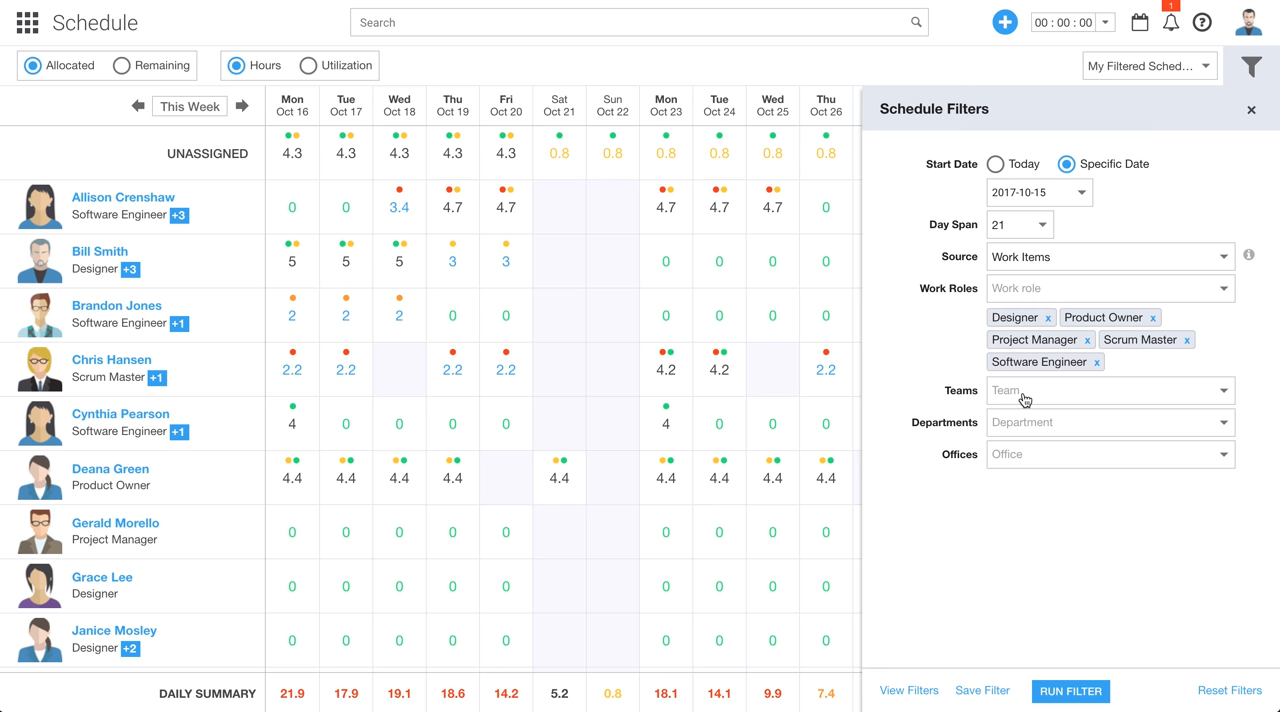 Schedule
Search
00 : 00 : 00
1
?
Allocated Remaining
Hours Utilization
My Filtered Sched...
This Week
Mon Tue Wed Thu Fri Sat Sun Mon Tue Wed Thu
Oct 16 Oct 17 Oct 18 Oct 19 Oct 20 Oct 21 Oct 22 Oct 23 Oct 24 Oct 25 Oct 26
UNASSIGNED 4.3 4.3 4.3 4.3 4.3 0.8 0.8 0.8 0.8 0.8 0.8
Allison Crenshaw
Software Engineer +3
0 0 3.4 4.7 4.7 4.7 4.7 4.7 0
Bill Smith
Designer +3
5 5 5 3 3 0 0 0 0
Brandon Jones
Software Engineer +1
2 2 2 0 0 0 0 0 0
Chris Hansen
Scrum Master +1
2.2 2.2 2.2 2.2 4.2 4.2 2.2
Cynthia Pearson
Software Engineer +1
4 0 0 0 0 4 0 0 0
Deana Green
Product Owner
4.4 4.4 4.4 4.4 4.4 4.4 4.4 4.4 4.4
Gerald Morello
Project Manager
0 0 0 0 0 0 0 0 0
Grace Lee
Designer
0 0 0 0 0 0 0 0 0
Janice Mosley
Designer +2
0 0 0 0 0 0 0 0 0
DAILY SUMMARY 21.9 17.9 19.1 18.6 14.2 5.2 0.8 18.1 14.1 9.9 7.4
Schedule Filters x
Start Date Today Specific Date
2017-10-15
Day Span 21
Source Work Items
Work Roles Work role
Designer x Product Owner x
Project Manager x Scrum Master x
Software Engineer x
Teams Team
Departments Department
Offices Office
View Filters Save Filter RUN FILTER Reset Filters